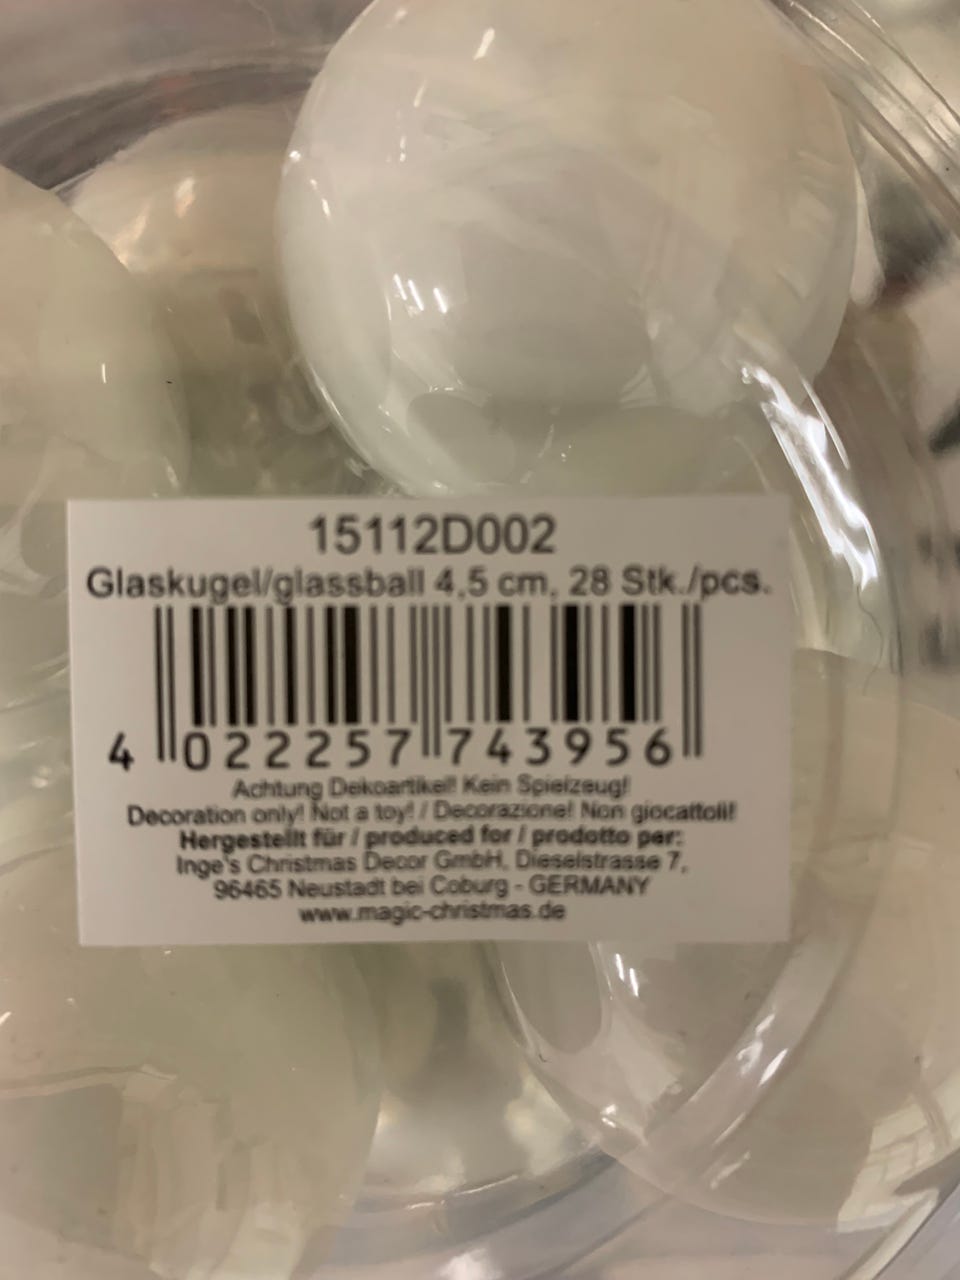 15112D002
Glaskugel/glassball 4,5 cm, 28 Stk./pcs.
4 022257 743956
Achtung Dekoartikel! Kein Spielzeug!
Decoration only! Not a toy! / Decorazione! Non giocattoli!
Hergestellt für / produced for / prodotto per:
Inge's Christmas Decor GmbH, Dieselstrasse 7,
96465 Neustadt bei Coburg - GERMANY
www.magic-christmas.de